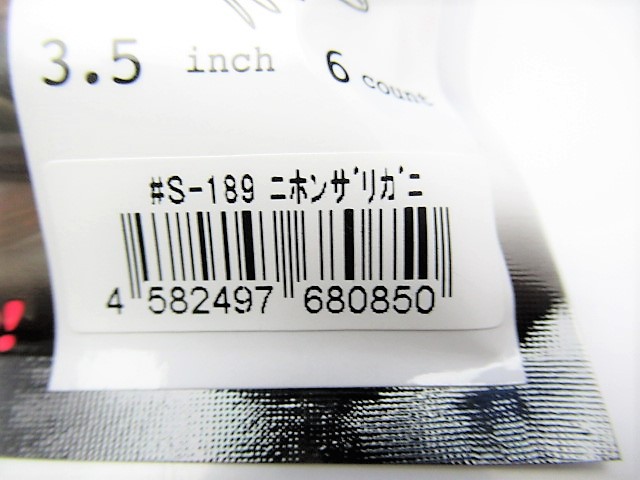 3.5 inch 6 count
#S-189 ﾆﾎﾝｻﾞﾘｶﾞﾆ
4 582497 680850